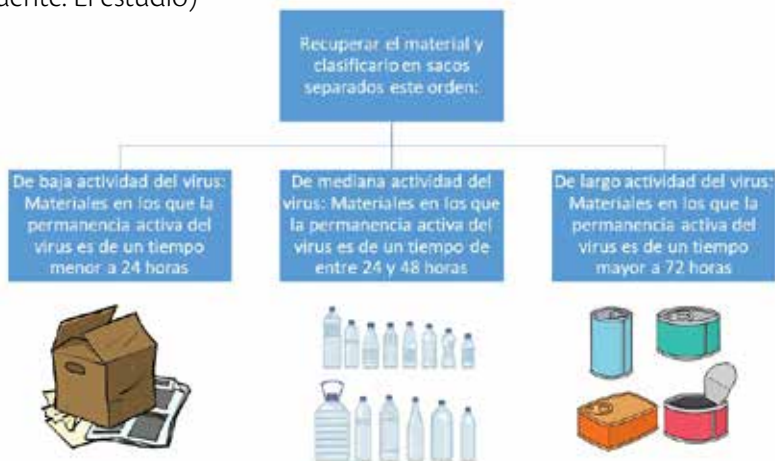 uente: El estudio)
Recuperar el material y
clasificarlo en sacos
separados este orden:
De baja actividad del virus:
Materiales en los que la
permanencia activa del
virus es de un tiempo
menor a 24 horas
De mediana actividad del
virus: Materiales en los que
la permanencia activa del
virus es de un tiempo de
entre 24 y 48 horas
De largo actividad del virus:
Materiales en los que la
permanencia activa del
virus es de un tiempo
mayor a 72 horas